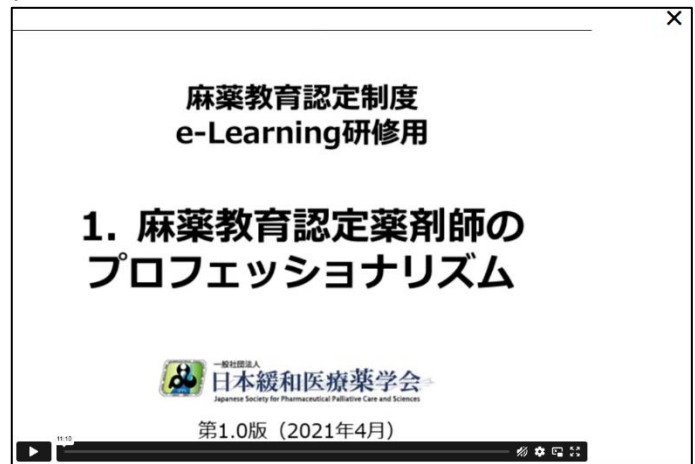 麻薬教育認定制度
e-Learning研修用
1. 麻薬教育認定薬剤師の
プロフェッショナリズム
一般社団法人
日本緩和医療薬学会
Japanese Society for Pharmaceutical Palliative Care and Sciences
第1.0版(2021年4月)
11:10